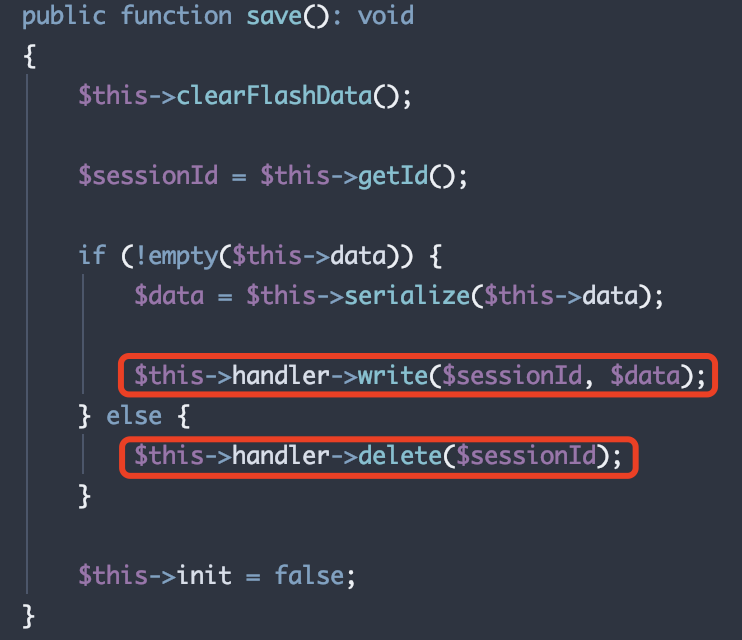 public function save(): void
{
$this->clearFlashData();
$sessionId = $this->getId();
if (!empty($this->data)) {
$data = $this->serialize($this->data);
$this->handler->write($sessionId, $data);
} else {
$this->handler->delete($sessionId);
}
$this->init = false;
}